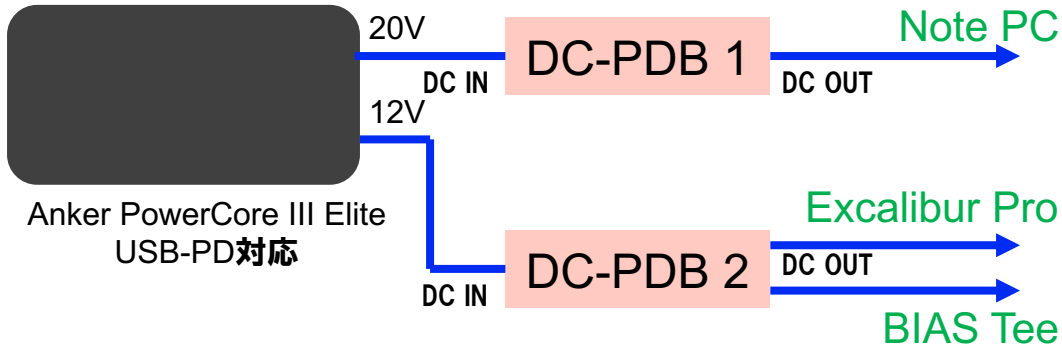 20V
Note PC
DC-PDB 1
DC IN
DC OUT
12V
Anker PowerCore III Elite
USB-PD対応
Excalibur Pro
DC-PDB 2
DC OUT
DC IN
BIAS Tee